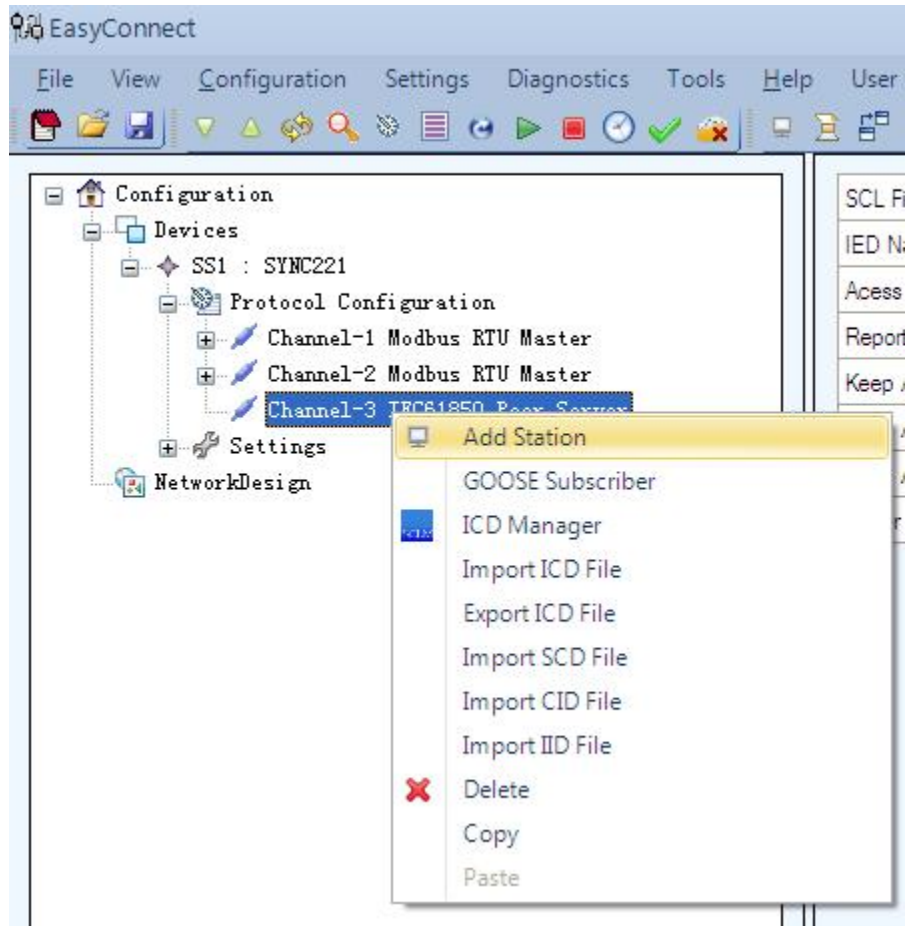 EasyConnect
File View Configuration Settings Diagnostics Tools Help User
Configuration
Devices
SS1 : SYNC221
Protocol Configuration
Channel-1 Modbus RTU Master
Channel-2 Modbus RTU Master
Channel-3 IEC61850 Peer Server
Settings
NetworkDesign
Add Station
GOOSE Subscriber
ICD Manager
Import ICD File
Export ICD File
Import SCD File
Import CID File
Import IID File
Delete
Copy
Paste
SCL Fi
IED Na
Acess
Report
Keep A